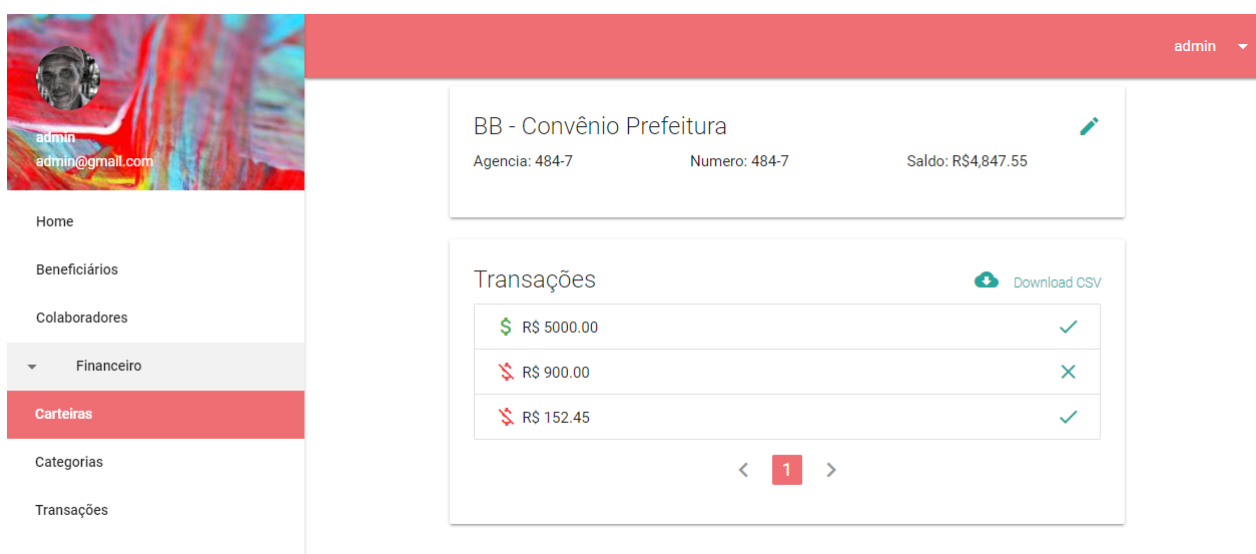 admin
admin
admin@gmail.com
Home
Beneficiários
Colaboradores
Financeiro
Carteiras
Categorias
Transações
BB - Convênio Prefeitura
Agencia: 484-7 Numero: 484-7 Saldo: R$4,847.55
Transações Download CSV
R$ 5000.00
R$ 900.00
R$ 152.45
1